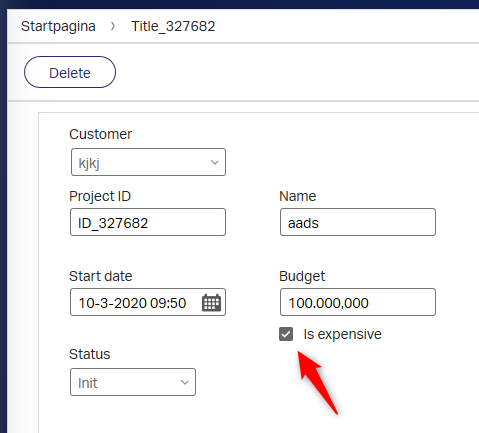 Startpagina > Title_327682
Delete
Customer
kjkj
Project ID
Name
ID_327682
aads
Start date
Budget
10-3-2020 09:50
100.000,000
Is expensive
Status
Init